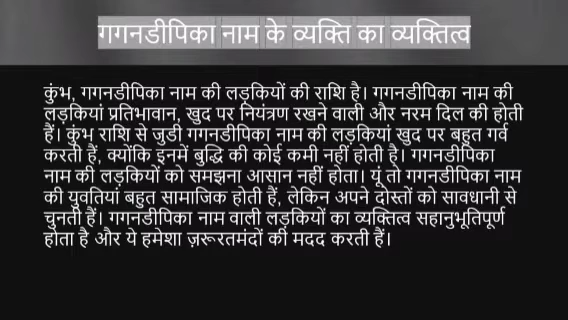 गगनडीपिका नाम के व्यक्ति का व्यक्तित्व
कुंभ, गगनडीपिका नाम की लड़कियों की राशि है। गगनडीपिका नाम की
लड़कियां प्रतिभावान, खुद पर नियंत्रण रखने वाली और नरम दिल की होती
हैं। कुंभ राशि से जुडी गगनडीपिका नाम की लड़कियां खुद पर बहुत गर्व
करती हैं, क्योंकि इनमें बुद्धि की कोई कमी नहीं होती है। गगनडीपिका
नाम की लड़कियों को समझना आसान नहीं होता। यूं तो गगनडीपिका नाम
की युवतियां बहुत सामाजिक होती हैं, लेकिन अपने दोस्तों को सावधानी से
चुनती हैं। गगनडीपिका नाम वाली लड़कियों का व्यक्तित्व सहानुभूतिपूर्ण
होता है और ये हमेशा ज़रूरतमंदों की मदद करती हैं।